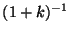 (1 + k)⁻¹